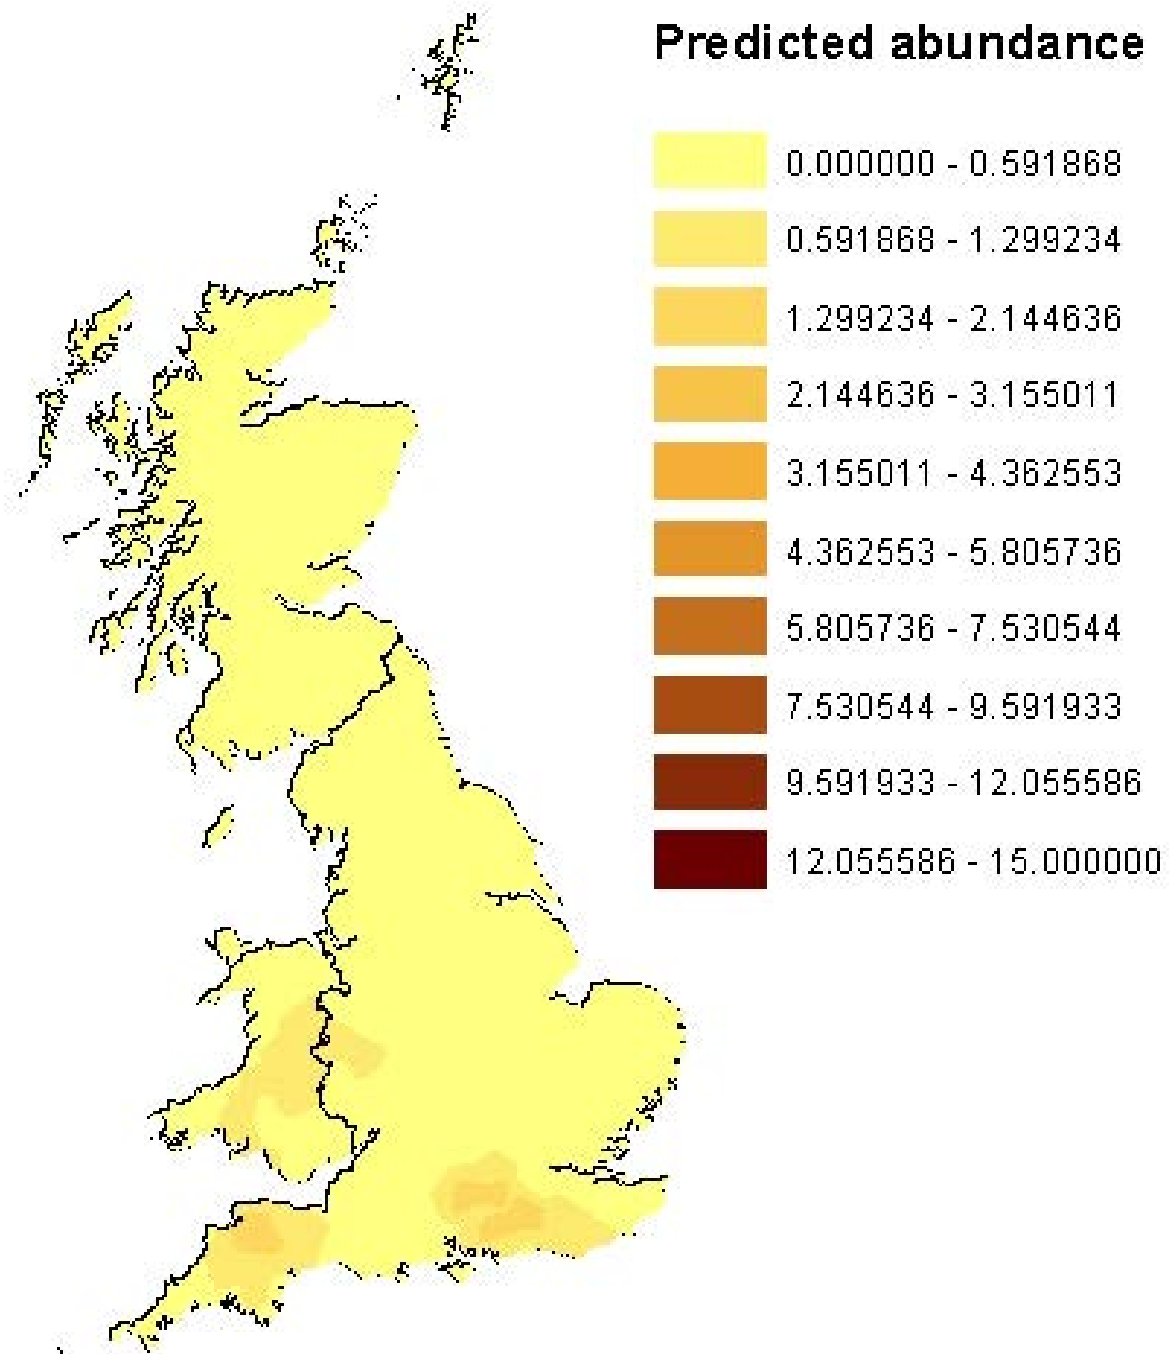 Predicted abundance
0.000000 - 0.591868
0.591868 - 1.299234
1.299234 - 2.144636
2.144636 - 3.155011
3.155011 - 4.362553
4.362553 - 5.805736
5.805736 - 7.530544
7.530544 - 9.591933
9.591933 - 12.055586
12.055586 - 15.000000